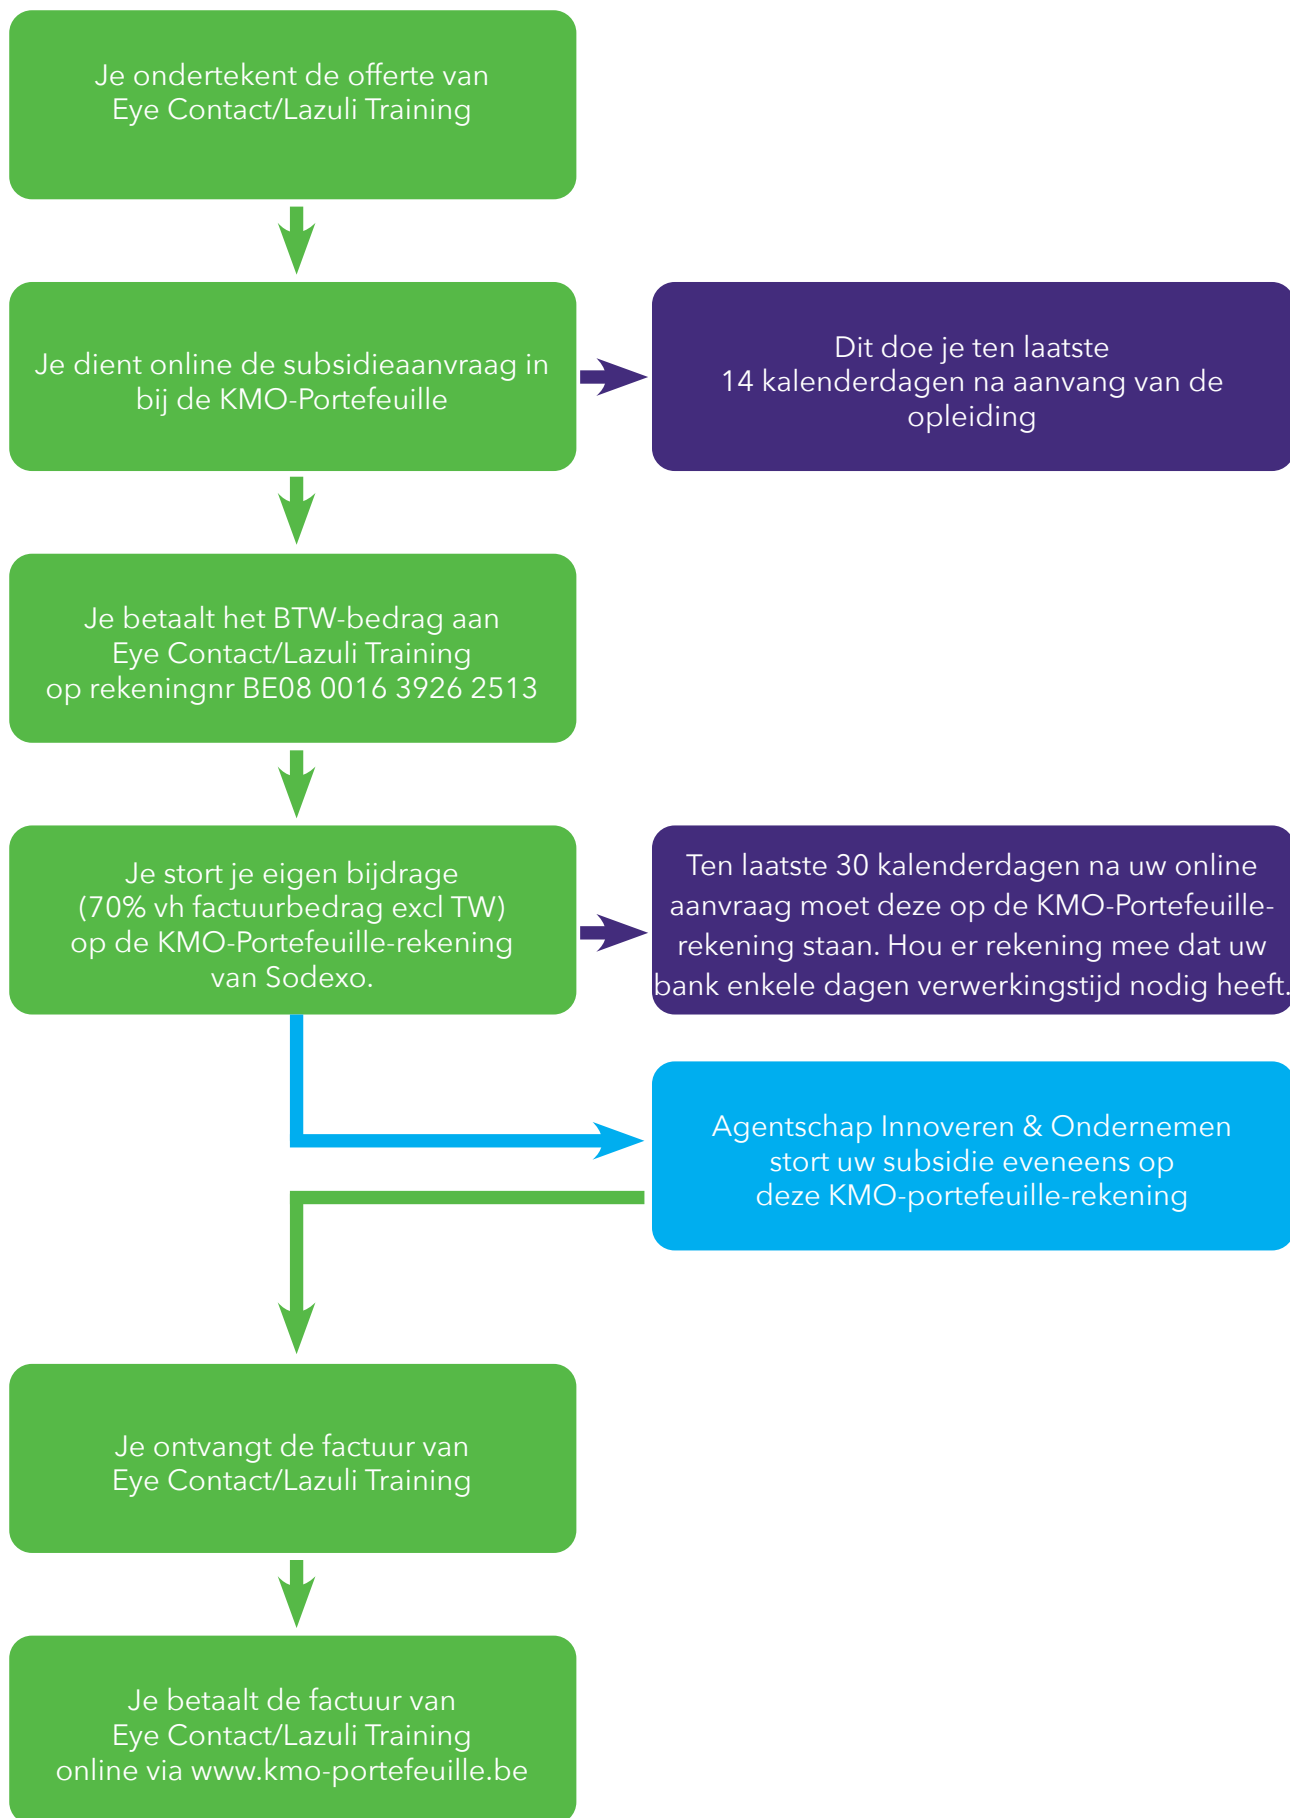 Je ondertekent de offerte van
Eye Contact/Lazuli Training
Je dient online de subsidieaanvraag in
bij de KMO-Portefeuille
Dit doe je ten laatste
14 kalenderdagen na aanvang van de
opleiding
Je betaalt het BTW-bedrag aan
Eye Contact/Lazuli Training
op rekeningnr BE08 0016 3926 2513
Je stort je eigen bijdrage
(70% vh factuurbedrag excl TW)
op de KMO-Portefeuille-rekening
van Sodexo.
Ten laatste 30 kalenderdagen na uw online
aanvraag moet deze op de KMO-Portefeuille-
rekening staan. Hou er rekening mee dat uw
bank enkele dagen verwerkingstijd nodig heeft.
Agentschap Innoveren & Ondernemen
stort uw subsidie eveneens op
deze KMO-portefeuille-rekening
Je ontvangt de factuur van
Eye Contact/Lazuli Training
Je betaalt de factuur van
Eye Contact/Lazuli Training
online via www.kmo-portefeuille.be